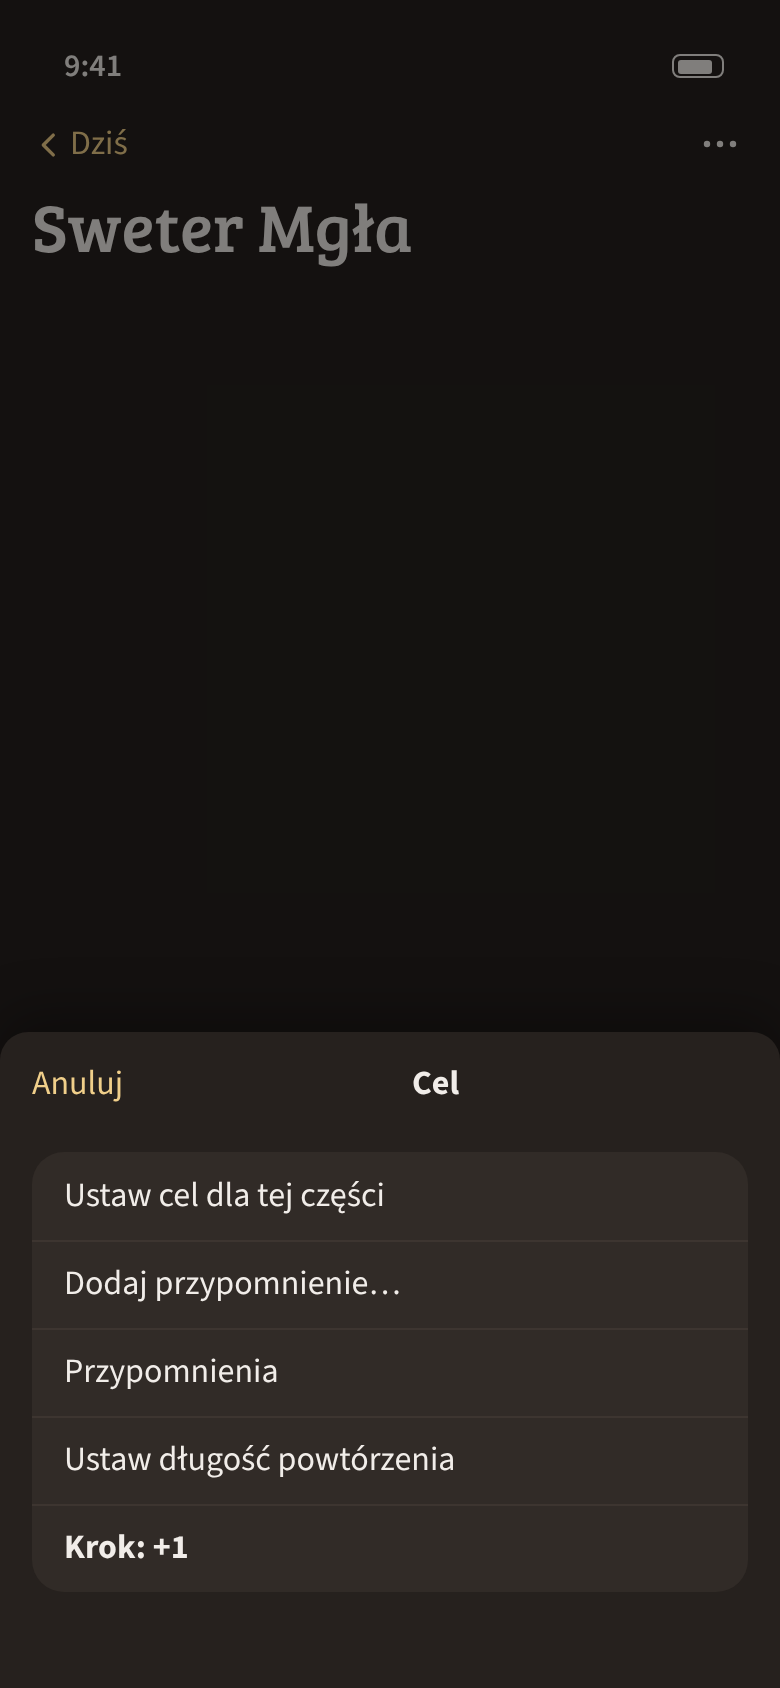 9:41
Dziś
Sweter Mgła
Anuluj
Cel
Ustaw cel dla tej części
Dodaj przypomnienie…
Przypomnienia
Ustaw długość powtórzenia
Krok: +1